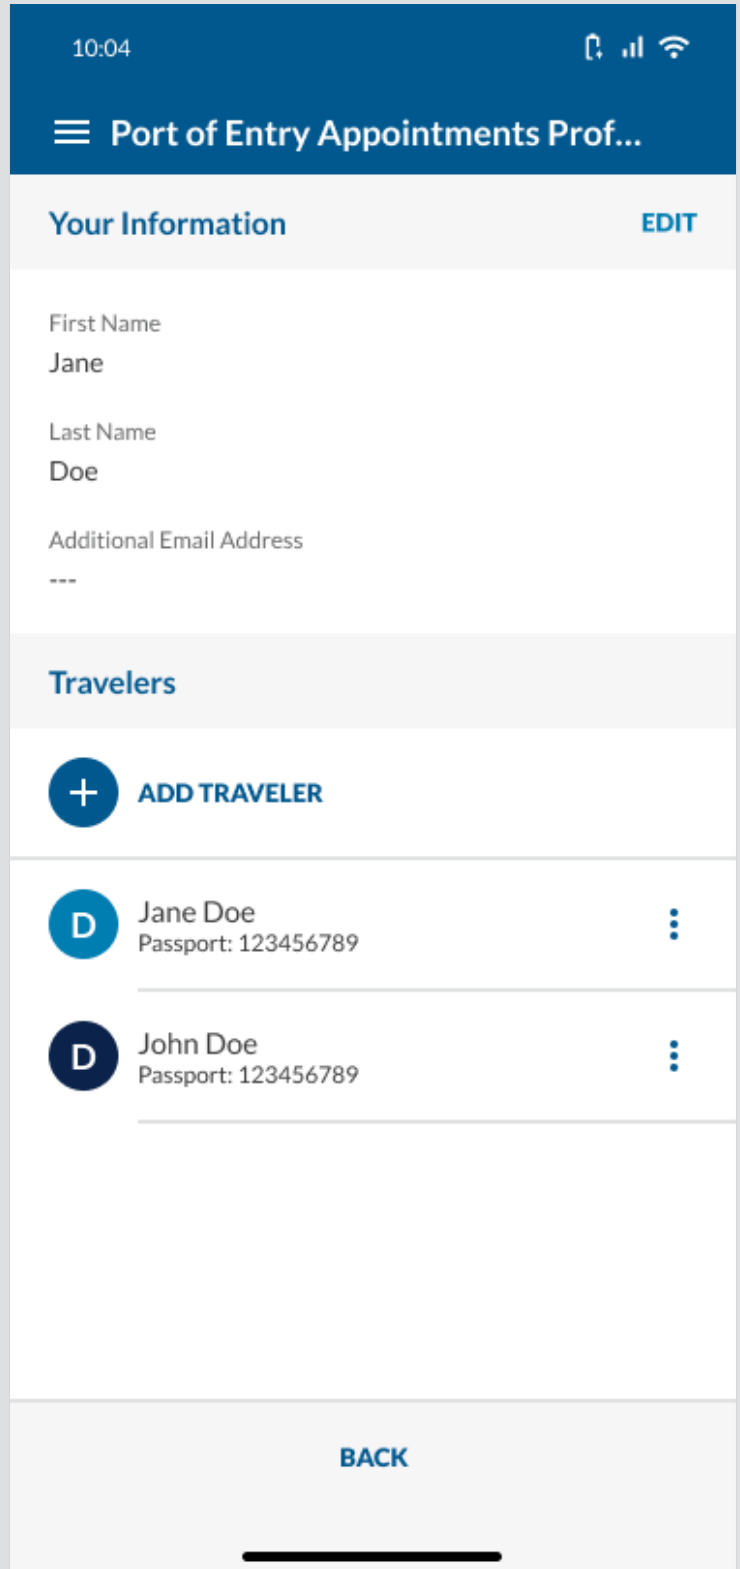 10:04
Port of Entry Appointments Prof...
Your Information
EDIT
First Name
Jane
Last Name
Doe
Additional Email Address
---
Travelers
+
ADD TRAVELER
D
Jane Doe
Passport: 123456789
D
John Doe
Passport: 123456789
BACK